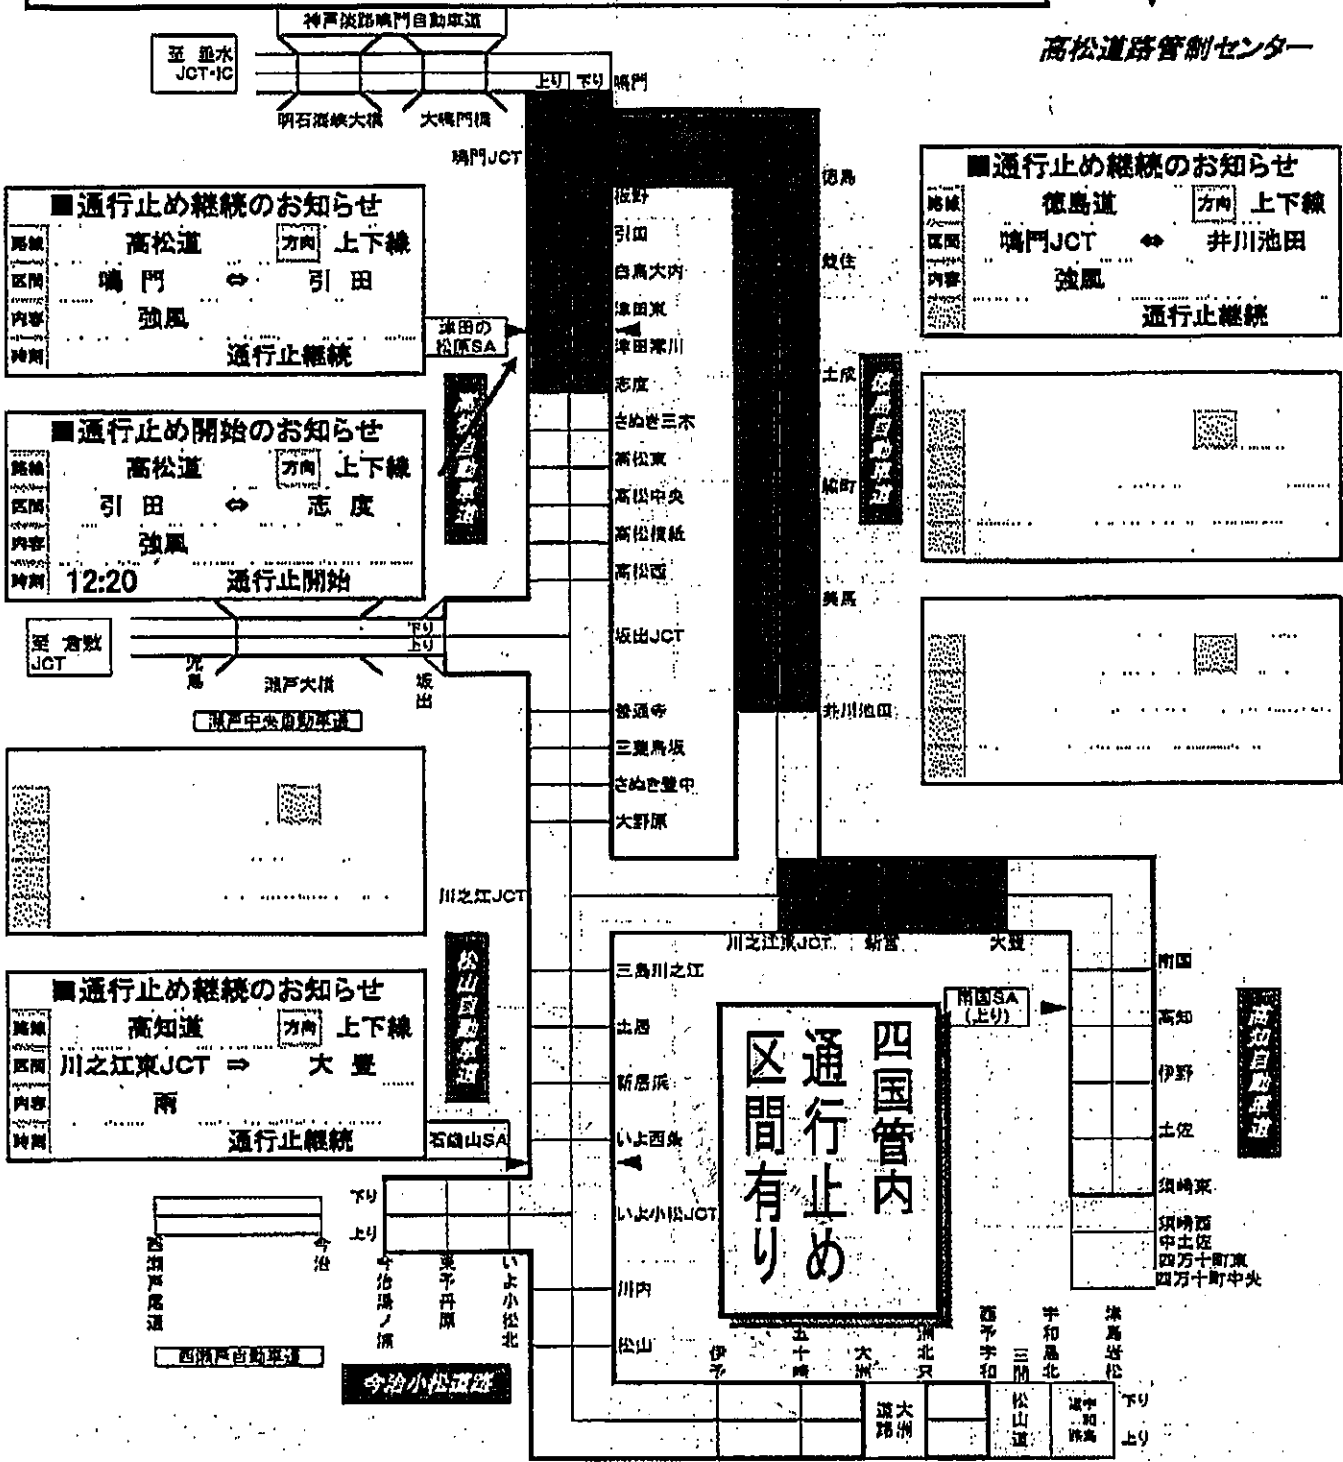 神戸淡路鳴門自動車道
高松道路管制センター
至 垂水
JCT・IC
上り 下り 鳴門
明石海峡大橋 大鳴門橋
鳴門JCT
■通行止め継続のお知らせ
路線 高松道 方向 上下線
区間 鳴門 ⇔ 引田
内容 強風
時刻 通行止継続
■通行止め継続のお知らせ
路線 徳島道 方向 上下線
区間 鳴門JCT ⇔ 井川池田
内容 強風
通行止継続
徳島
板野
引田
白鳥大内
津田東
津田寒川
志度
さぬき三木
高松東
高松中央
高松檀紙
高松西
坂出JCT
善通寺
三豊鳥坂
さぬき豊中
大野原
津田の
松原SA
土成
脇町
美馬
井川池田
■通行止め開始のお知らせ
路線 高松道 方向 上下線
区間 引田 ⇔ 志度
内容 強風
時刻 12:20 通行止開始
至 倉敷
JCT
下り
上り
児島
瀬戸大橋
坂出
瀬戸中央自動車道
川之江JCT
川之江東JCT 新宮 大豊
■通行止め継続のお知らせ
路線 高知道 方向 上下線
区間 川之江東JCT ⇒ 大豊
内容 雨
時刻 通行止継続
松山自動車道
三島川之江
土居
新居浜
いよ西条
いよ小松JCT
川内
松山
石鎚山SA
四国管内
通行止め
区間有り
南国SA
(上り)
南国
高知
伊野
土佐
須崎東
須崎西
中土佐
四万十町東
四万十町中央
下り
上り
西瀬戸尾道
今治
今治湯ノ浦
東予丹原
いよ小松北
西瀬戸自動車道
今治小松道路
伊予
五十崎
大洲
西予宇和
三間
宇和島北
津島岩松
大洲
道路
松山道
下り
上り